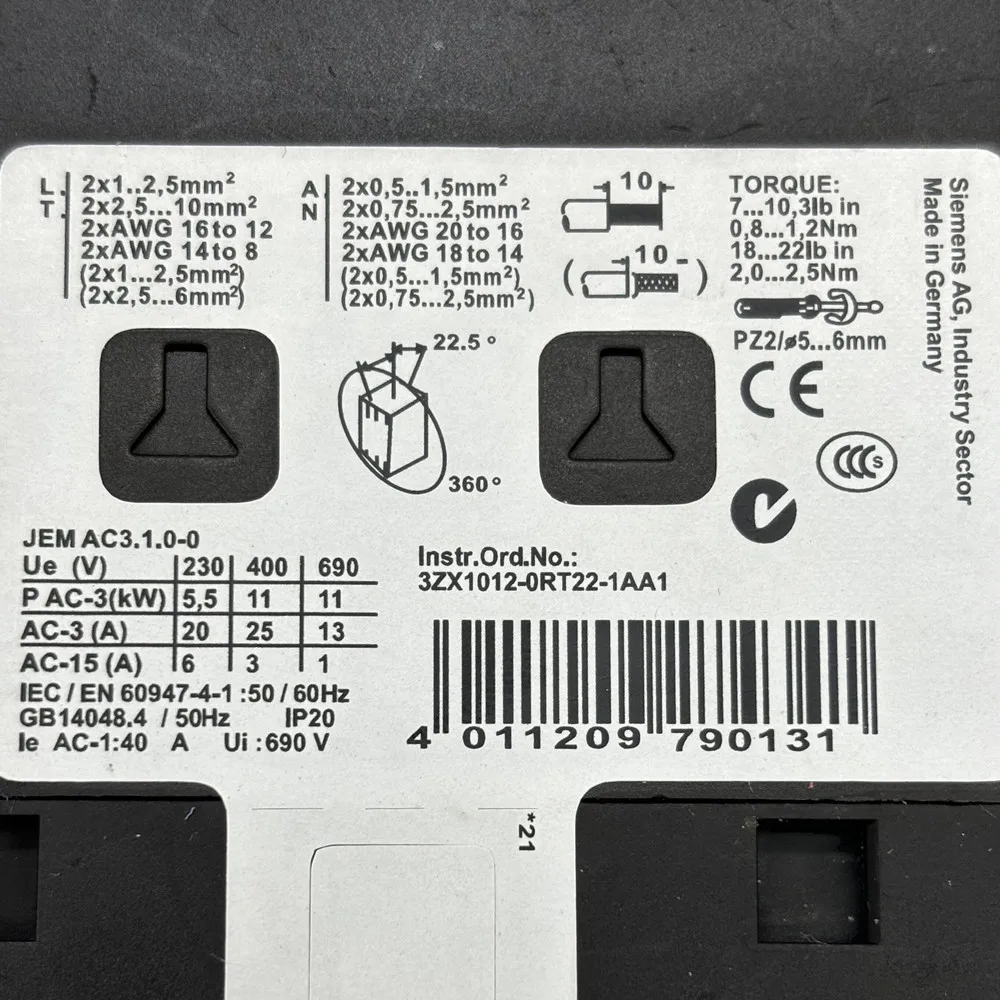 L. T.
2x1..2,5mm²
2x2,5...10mm²
2xAWG 16 to 12
2xAWG 14 to 8
(2x1...2,5mm²)
(2x2,5...6mm²)
A N
2x0,5..1,5mm²
2x0,75...2,5mm²
2xAWG 20 to 16
2xAWG 18 to 14
(2x0,5...1,5mm²)
(2x0,75...2,5mm²)
10
(10)
TORQUE:
7...10,3lb in
0,8...1,2Nm
18...22lb in
2,0...2,5Nm
PZ2/ø5...6mm
CE
CCC S
Siemens AG, Industry Sector
Made in Germany
22.5 °
360°
JEM AC3.1.0-0
Ue (V) 230 400 690
P AC-3(kW) 5,5 11 11
AC-3 (A) 20 25 13
AC-15 (A) 6 3 1
IEC / EN 60947-4-1 :50 / 60Hz
GB14048.4 / 50Hz IP20
Ie AC-1:40 A Ui :690 V
Instr.Ord.No.:
3ZX1012-0RT22-1AA1
4 011209 790131
*21